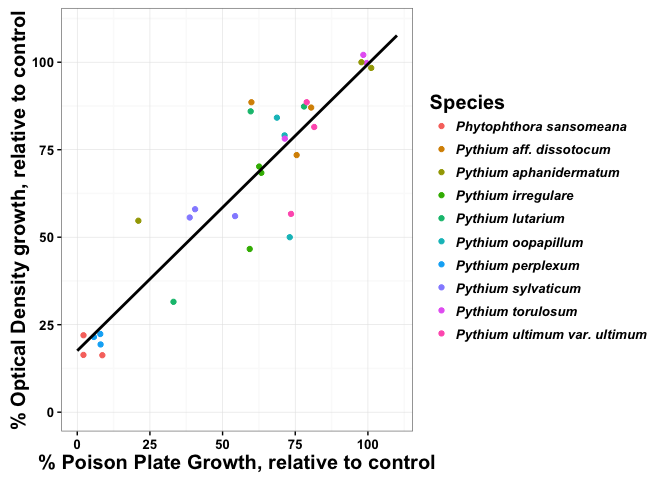 % Optical Density growth, relative to control
100
75
50
25
0
0 25 50 75 100
% Poison Plate Growth, relative to control
Species
Phytophthora sansomeana
Pythium aff. dissotocum
Pythium aphanidermatum
Pythium irregulare
Pythium lutarium
Pythium oopapillum
Pythium perplexum
Pythium sylvaticum
Pythium torulosum
Pythium ultimum var. ultimum